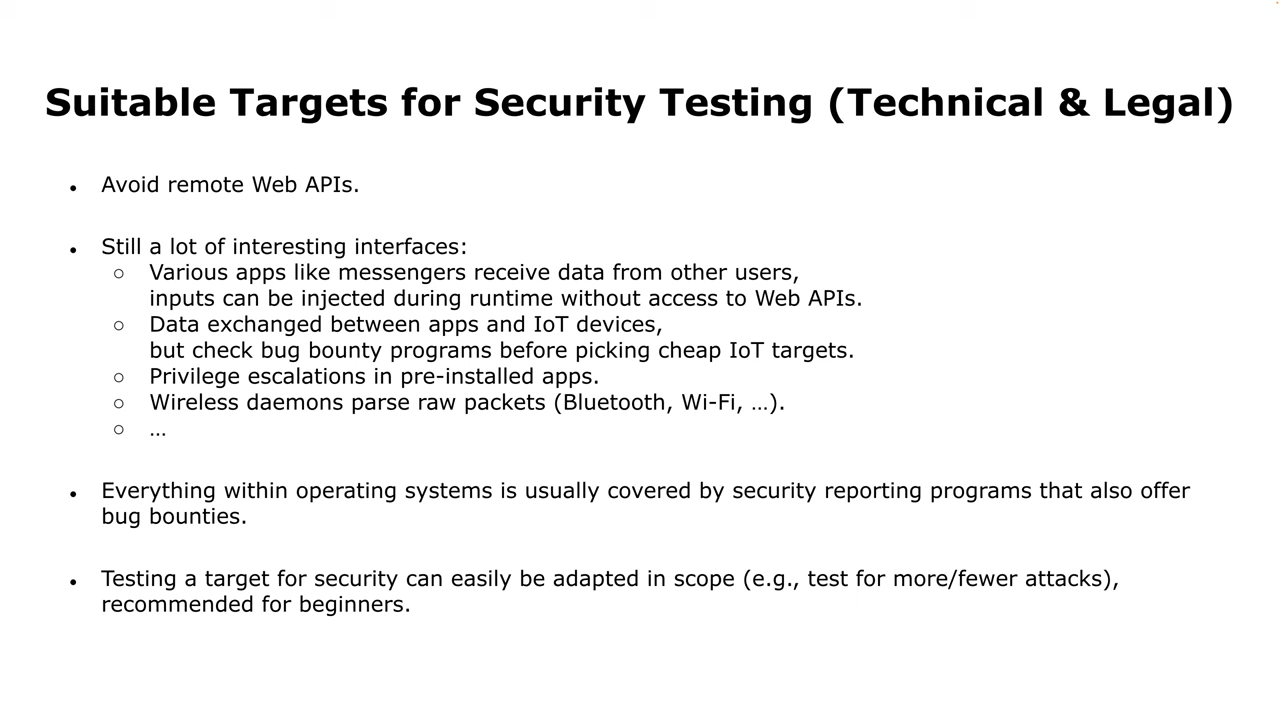 Suitable Targets for Security Testing (Technical & Legal)
● Avoid remote Web APIs.
● Still a lot of interesting interfaces:
○ Various apps like messengers receive data from other users,
inputs can be injected during runtime without access to Web APIs.
○ Data exchanged between apps and IoT devices,
but check bug bounty programs before picking cheap IoT targets.
○ Privilege escalations in pre-installed apps.
○ Wireless daemons parse raw packets (Bluetooth, Wi-Fi, …).
○ …
● Everything within operating systems is usually covered by security reporting programs that also offer
bug bounties.
● Testing a target for security can easily be adapted in scope (e.g., test for more/fewer attacks),
recommended for beginners.